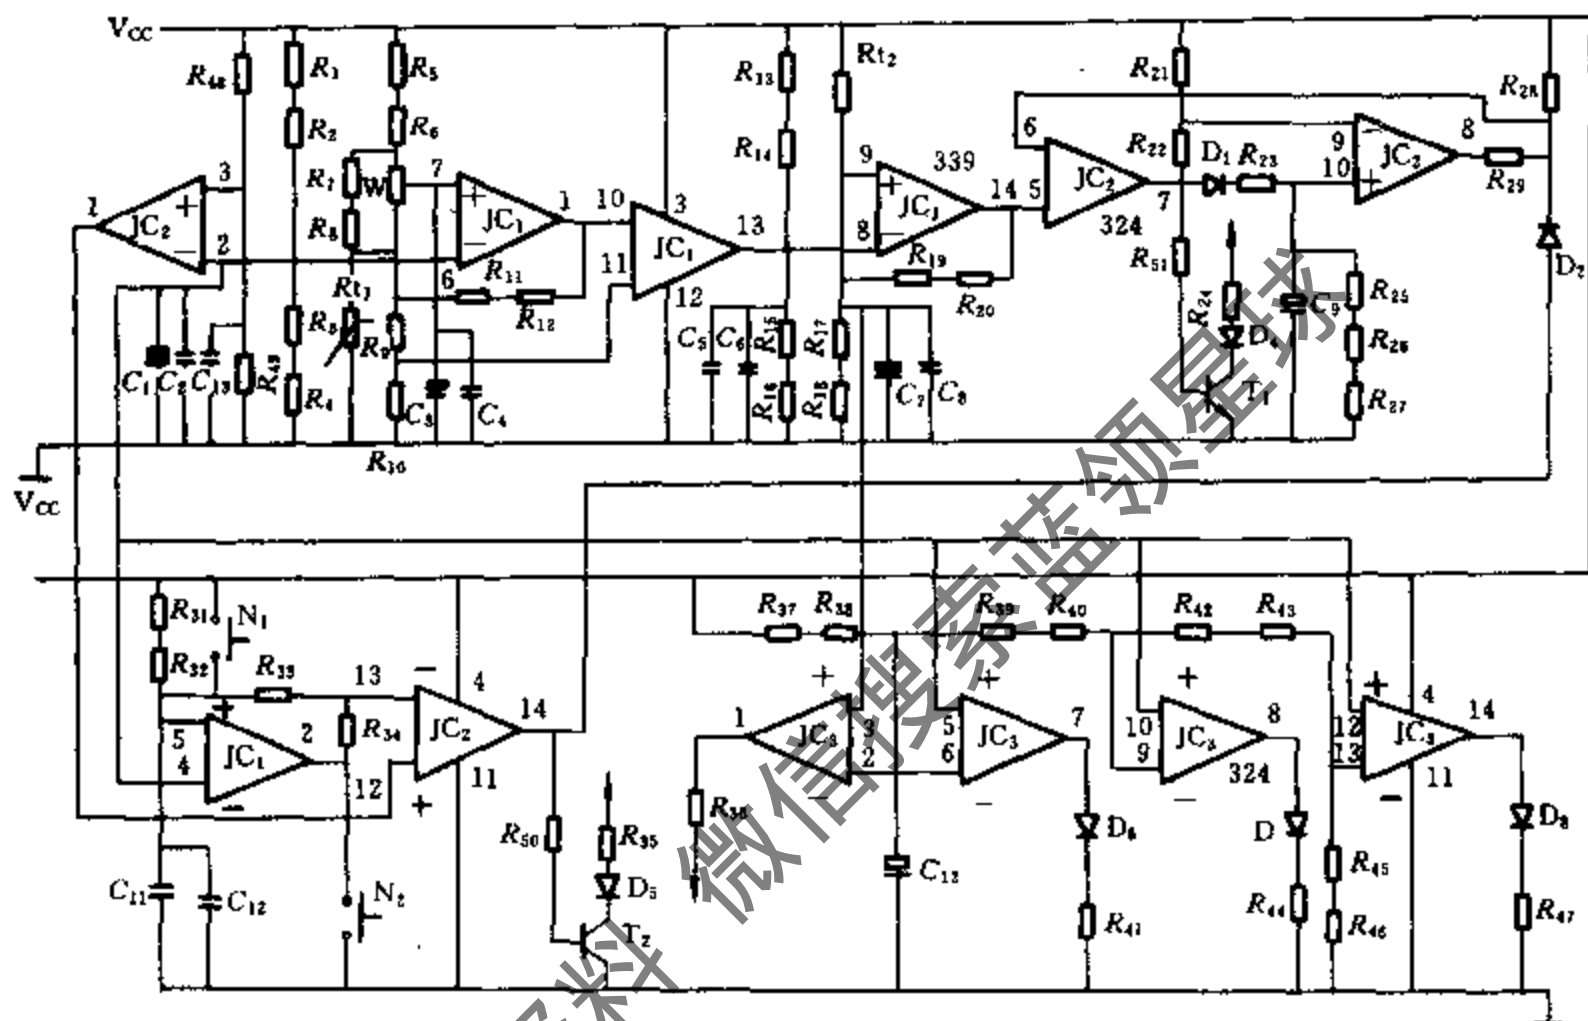 Vcc
R48
R1
R5
R13
Rt2
R21
R28
R2
R6
R14
R22
D1
R23
R29
R7
W
R8
3
2
1
JC2
+
−
7
6
1
JC1
+
−
R11
R12
10
11
3
12
13
JC1
9
8
339
14
JC1
+
−
R19
R20
6
5
JC2
7
324
9
10
8
JC2
−
+
R51
R24
D4
T1
C9
R25
R26
R27
D2
Rt1
R3
R4
R9
R49
C1
C2
C13
C3
C4
C5
C6
R15
R16
R17
R18
C7
C8
Vcc
R30
R31
N1
R32
R33
13
4
14
JC2
−
+
12
11
5
4
2
JC1
+
−
R34
N2
C11
C12
R50
R35
D5
T2
R37
R38
R39
R40
R42
R43
1
3
2
JC3
+
−
5
6
7
JC3
+
−
10
9
8
JC3
324
+
−
12
13
4
14
11
JC3
+
−
R36
C12
D6
R41
D
R44
R45
R46
D8
R47
微信搜索蓝领星球
料